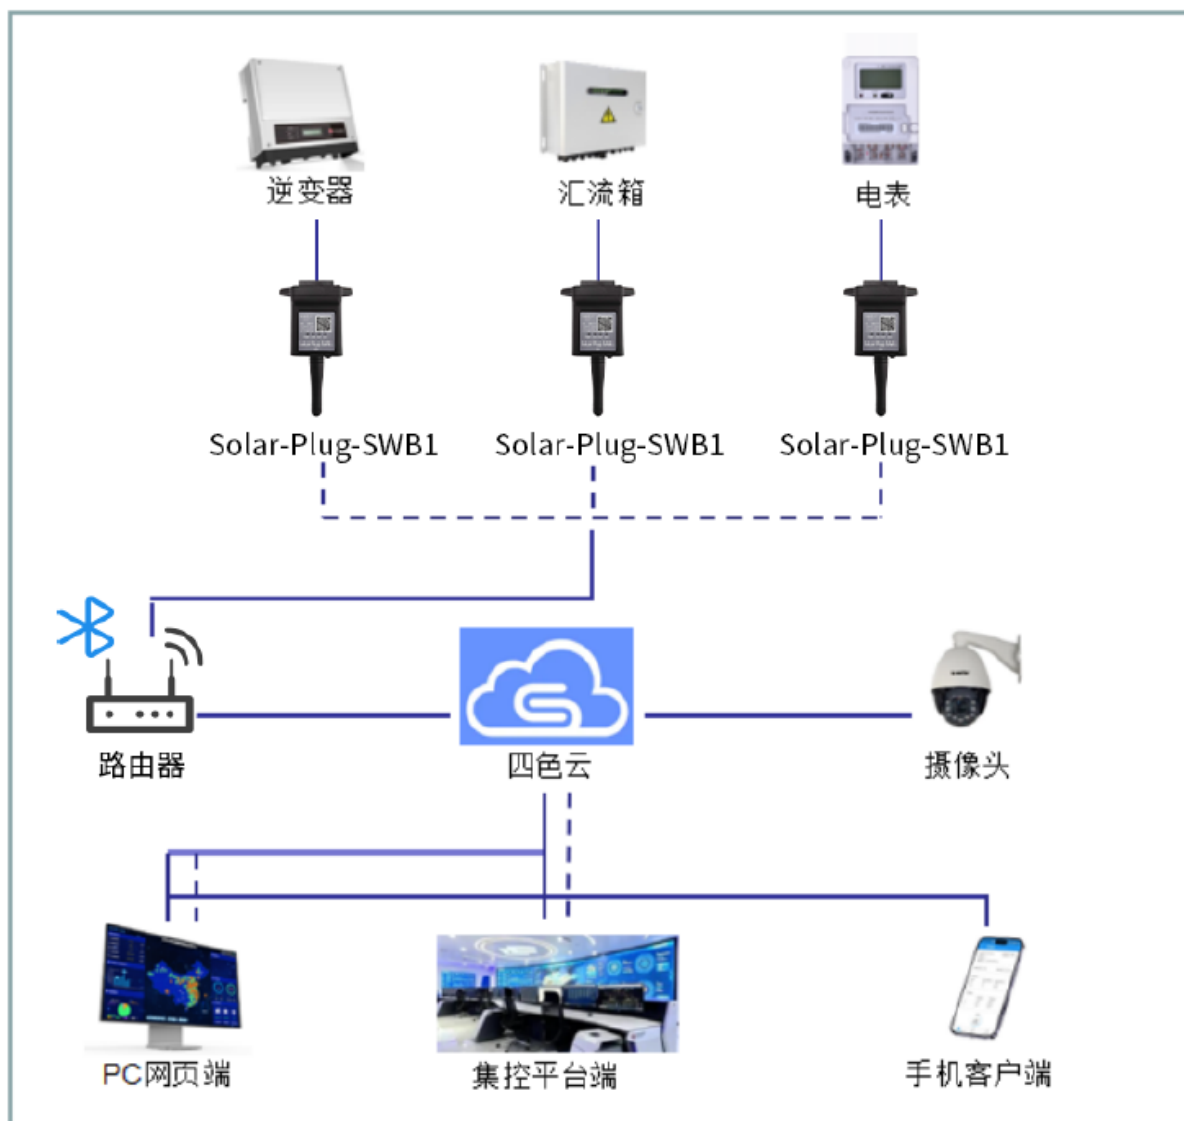 逆变器
汇流箱
电表
Solar-Plug-SWB1
Solar-Plug-SWB1
Solar-Plug-SWB1
路由器
四色云
摄像头
PC网页端
集控平台端
手机客户端